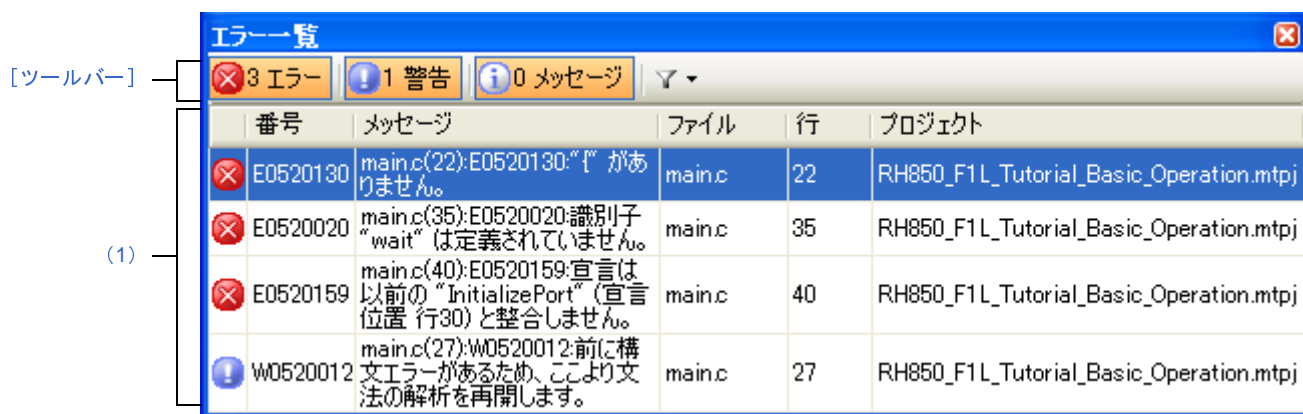 エラー一覧
[ツールバー]
3 エラー 1 警告 0 メッセージ
番号 メッセージ ファイル 行 プロジェクト
E0520130 main.c(22):E0520130:"{" があ main.c 22 RH850_F1L_Tutorial_Basic_Operation.mtpj
りません。
(1)
E0520020 main.c(35):E0520020:識別子 main.c 35 RH850_F1L_Tutorial_Basic_Operation.mtpj
"wait" は定義されていません。
E0520159 main.c(40):E0520159:宣言は main.c 40 RH850_F1L_Tutorial_Basic_Operation.mtpj
以前の "InitializePort" (宣言
位置 行30) と整合しません。
W0520012 main.c(27):W0520012:前に構 main.c 27 RH850_F1L_Tutorial_Basic_Operation.mtpj
文エラーがあるため、ここより文
法の解析を再開します。